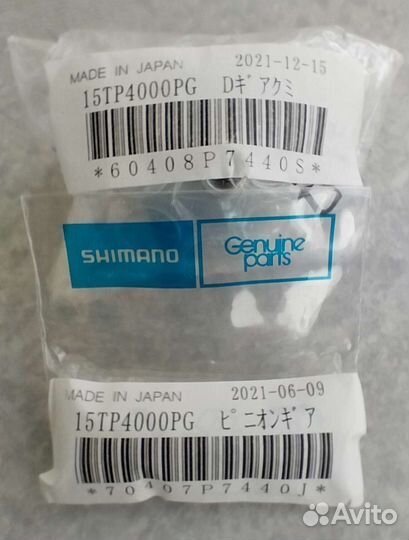 MADE IN JAPAN 2021-12-15
15TP4000PG Dギアクミ
*60408P7440S*
SHIMANO Genuine parts
MADE IN JAPAN 2021-06-09
15TP4000PG ピニオンギア
*70407P7440J*
Avito